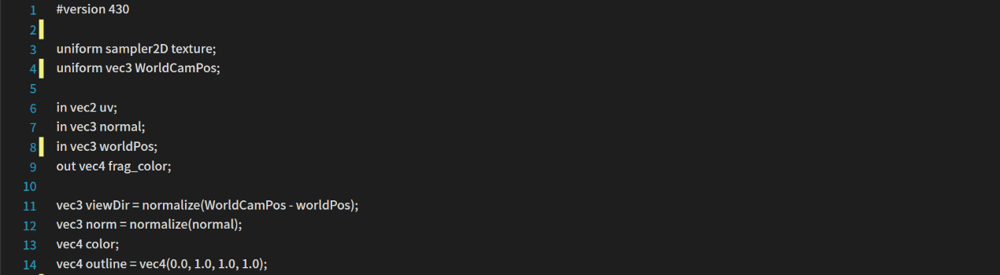 1 #version 430
2
3 uniform sampler2D texture;
4 uniform vec3 WorldCamPos;
5
6 in vec2 uv;
7 in vec3 normal;
8 in vec3 worldPos;
9 out vec4 frag_color;
10
11 vec3 viewDir = normalize(WorldCamPos - worldPos);
12 vec3 norm = normalize(normal);
13 vec4 color;
14 vec4 outline = vec4(0.0, 1.0, 1.0, 1.0);